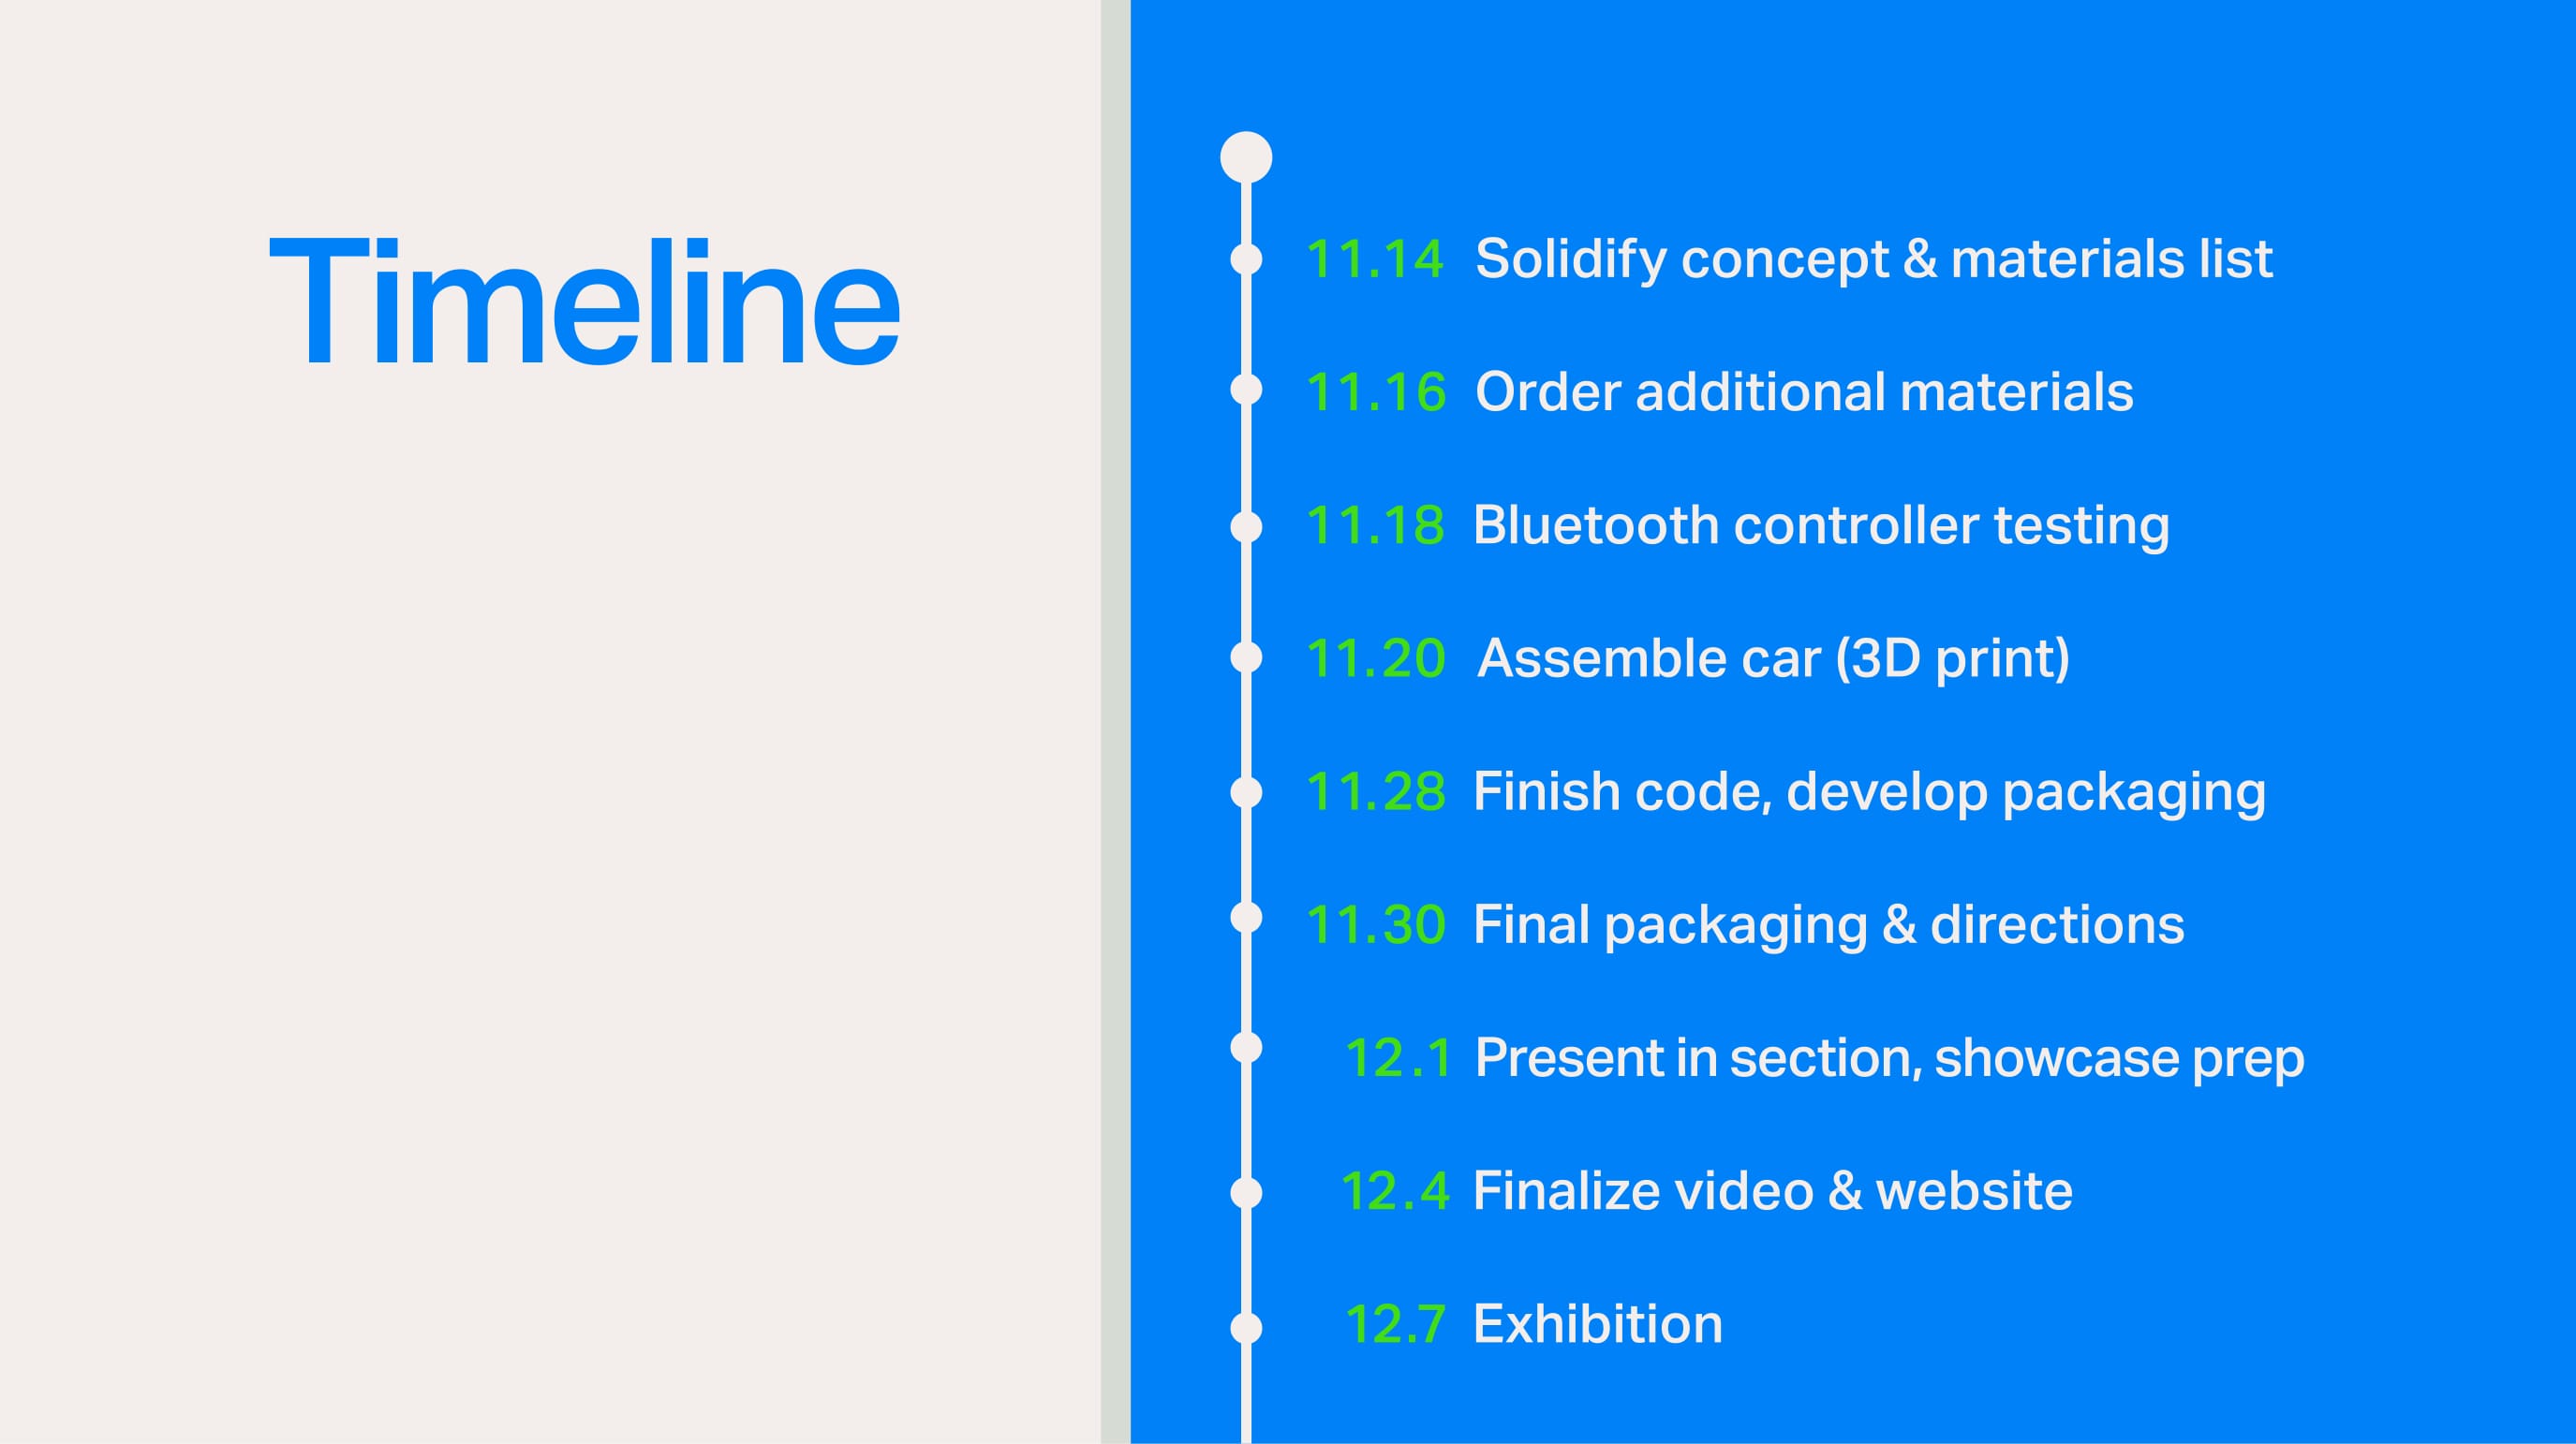 Timeline
11.14 Solidify concept & materials list
11.16 Order additional materials
11.18 Bluetooth controller testing
11.20 Assemble car (3D print)
11.28 Finish code, develop packaging
11.30 Final packaging & directions
12.1 Present in section, showcase prep
12.4 Finalize video & website
12.7 Exhibition